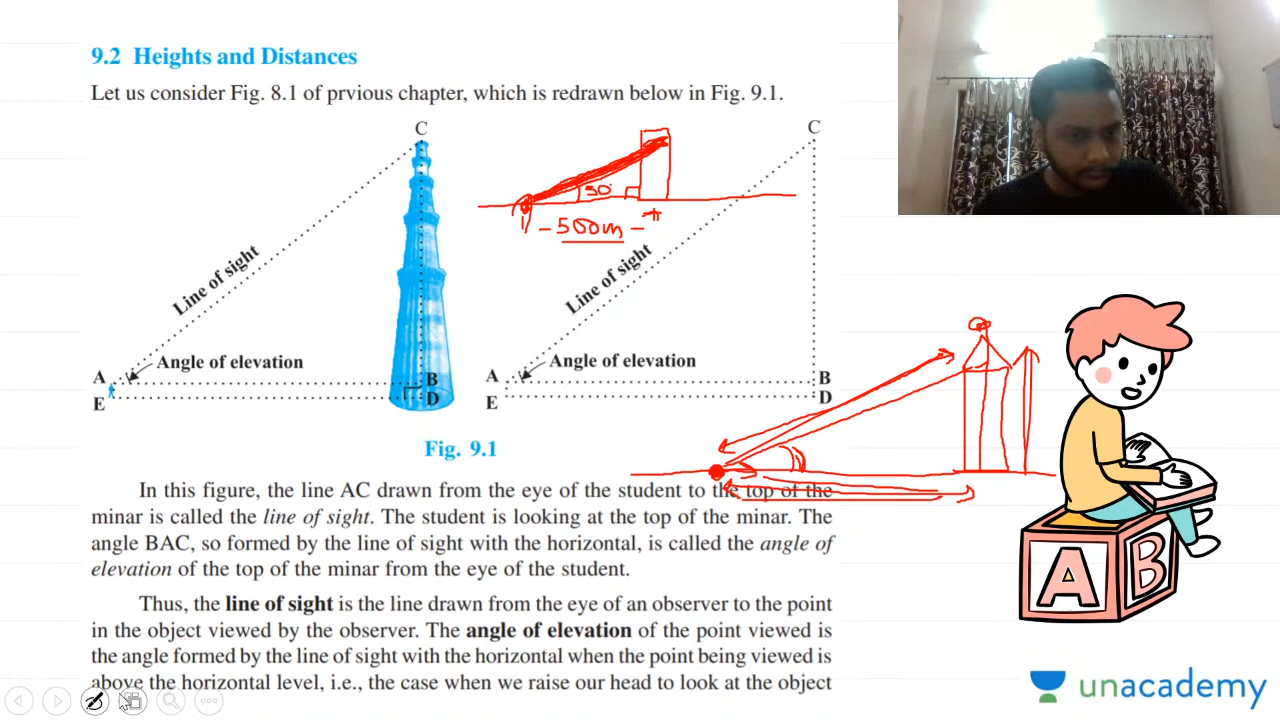 9.2 Heights and Distances
Let us consider Fig. 8.1 of prvious chapter, which is redrawn below in Fig. 9.1.
C
C
30
- 500m -
Line of sight
Line of sight
Angle of elevation
Angle of elevation
A
B
A
B
E
D
E
D
Fig. 9.1
In this figure, the line AC drawn from the eye of the student to the top of the
minar is called the line of sight. The student is looking at the top of the minar. The
angle BAC, so formed by the line of sight with the horizontal, is called the angle of
elevation of the top of the minar from the eye of the student.
Thus, the line of sight is the line drawn from the eye of an observer to the point
in the object viewed by the observer. The angle of elevation of the point viewed is
the angle formed by the line of sight with the horizontal when the point being viewed is
above the horizontal level, i.e., the case when we raise our head to look at the object
A
B
unacademy